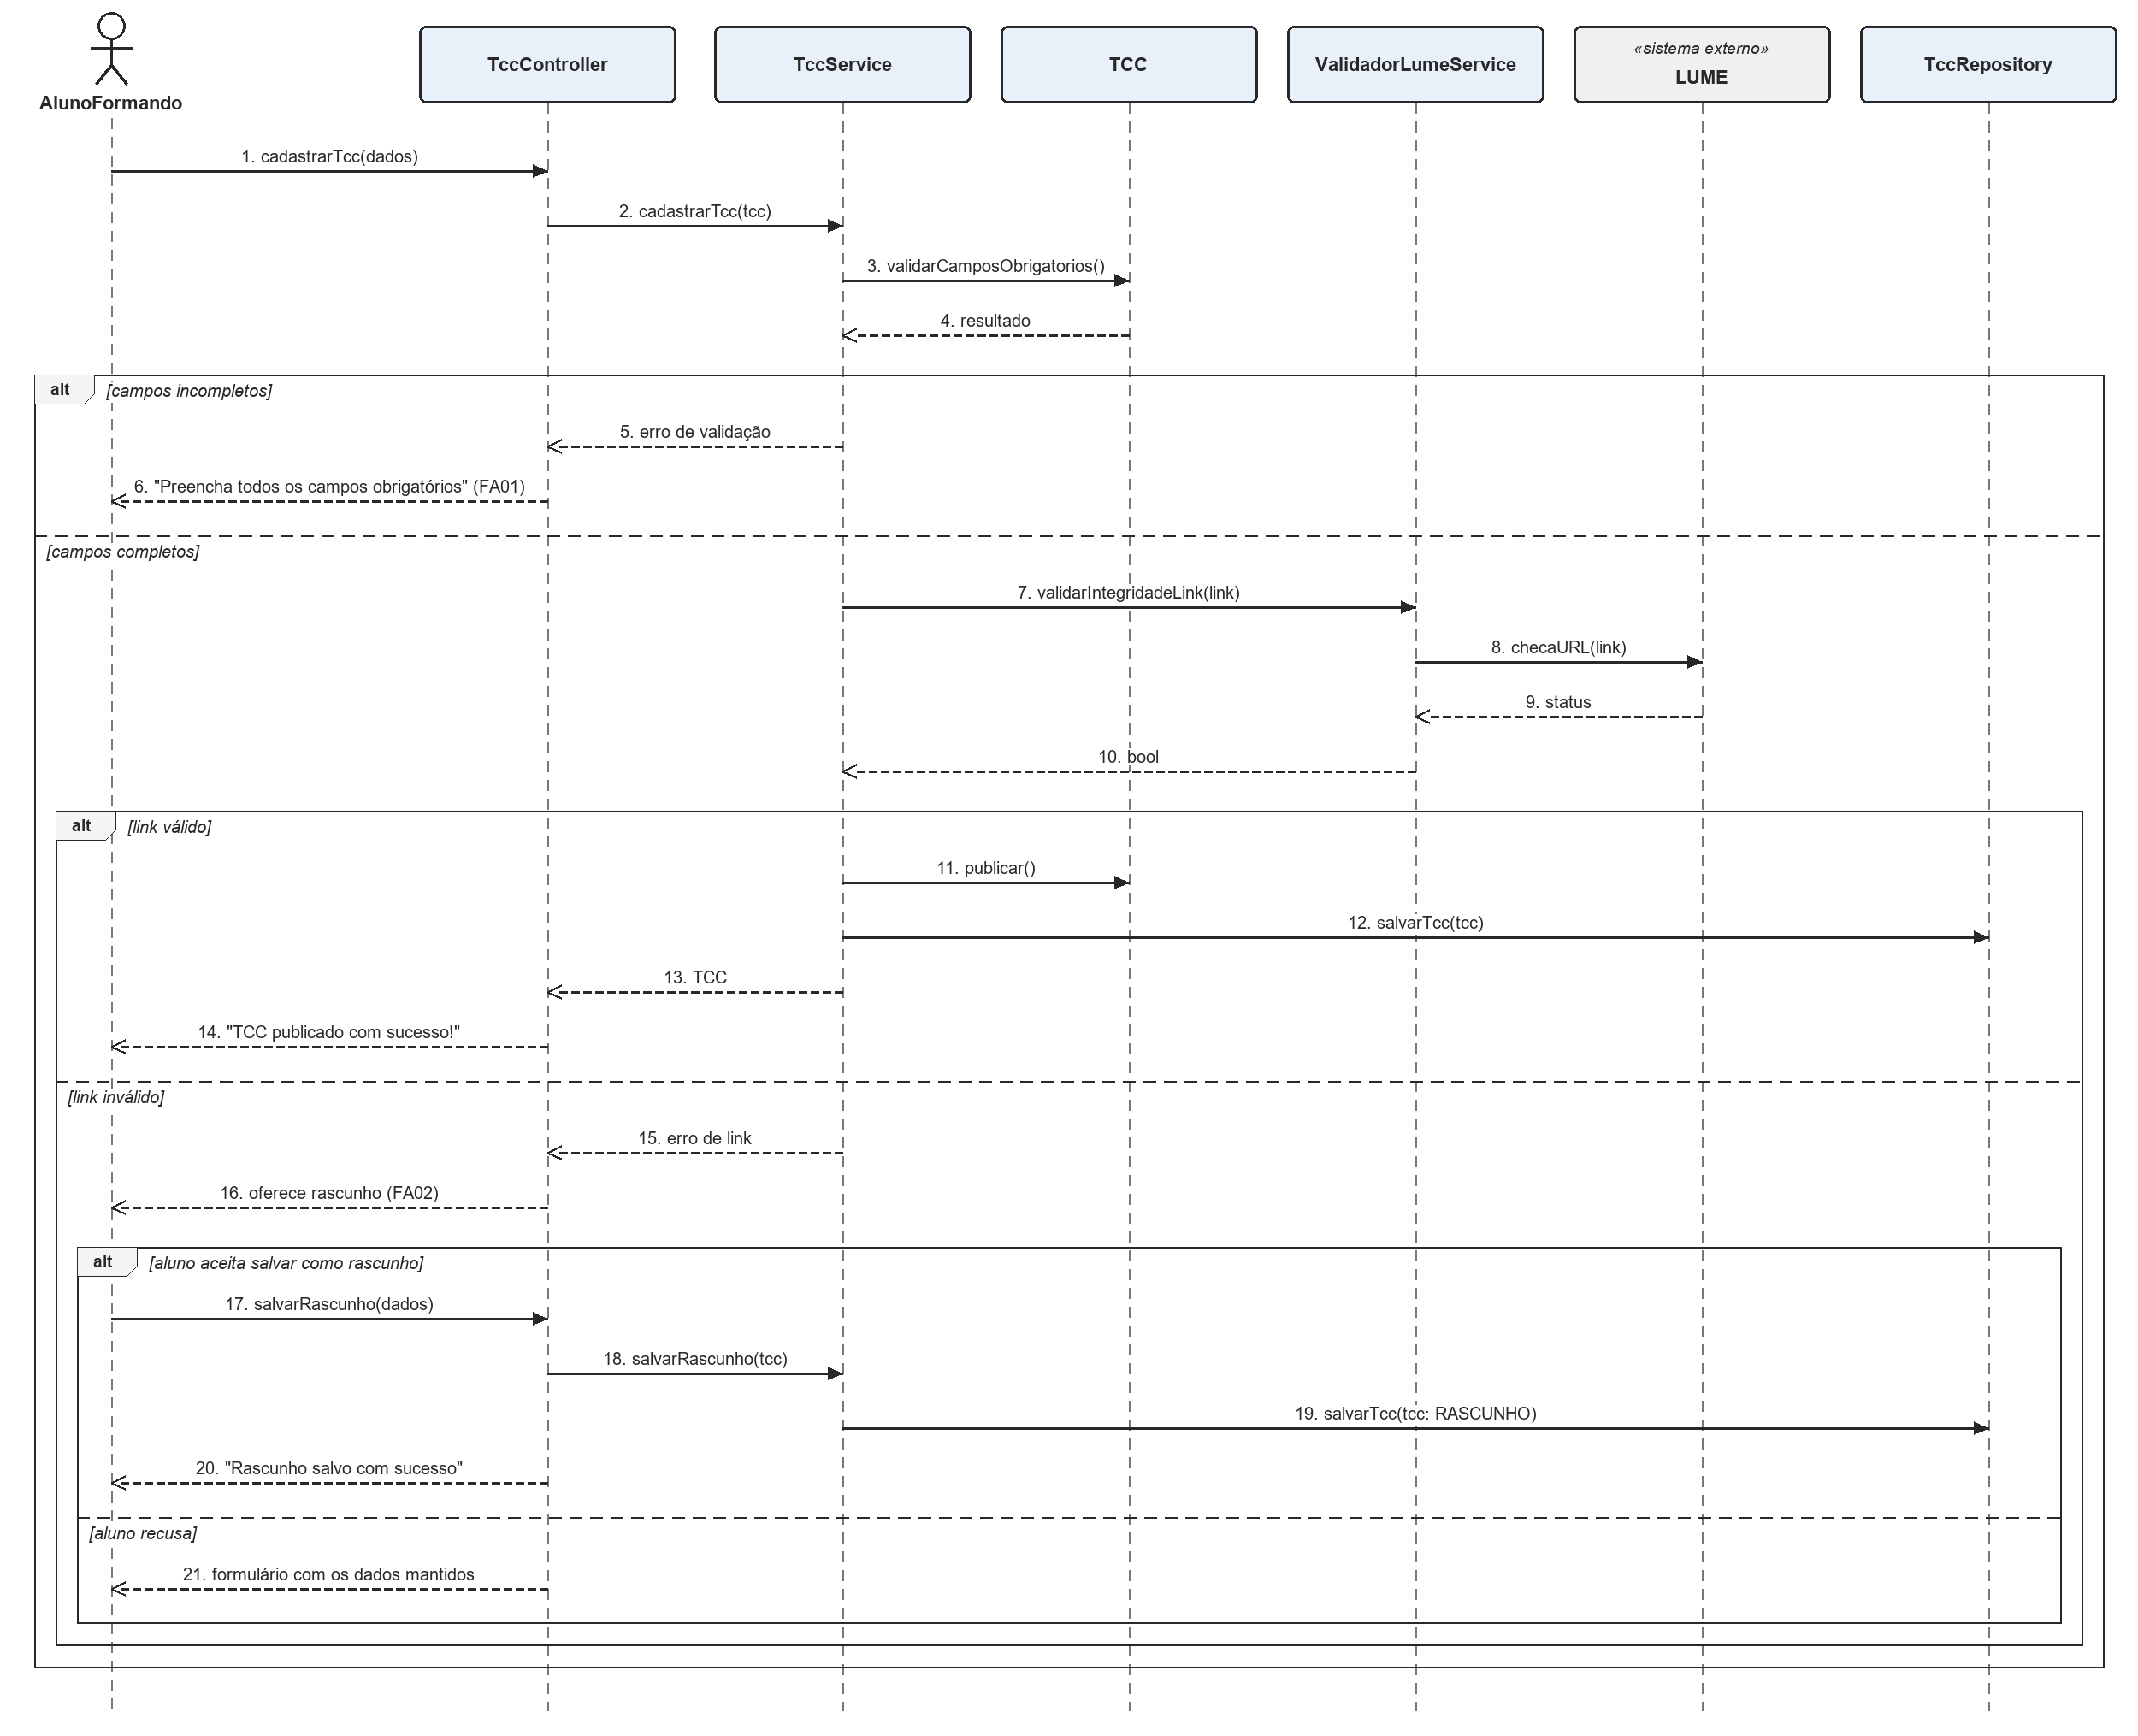 AlunoFormando
TccController
TccService
TCC
ValidadorLumeService
«sistema externo»
LUME
TccRepository
1. cadastrarTcc(dados)
2. cadastrarTcc(tcc)
3. validarCamposObrigatorios()
4. resultado
alt
[campos incompletos]
5. erro de validação
6. "Preencha todos os campos obrigatórios" (FA01)
[campos completos]
7. validarIntegridadeLink(link)
8. checaURL(link)
9. status
10. bool
alt
[link válido]
11. publicar()
12. salvarTcc(tcc)
13. TCC
14. "TCC publicado com sucesso!"
[link inválido]
15. erro de link
16. oferece rascunho (FA02)
alt
[aluno aceita salvar como rascunho]
17. salvarRascunho(dados)
18. salvarRascunho(tcc)
19. salvarTcc(tcc: RASCUNHO)
20. "Rascunho salvo com sucesso"
[aluno recusa]
21. formulário com os dados mantidos